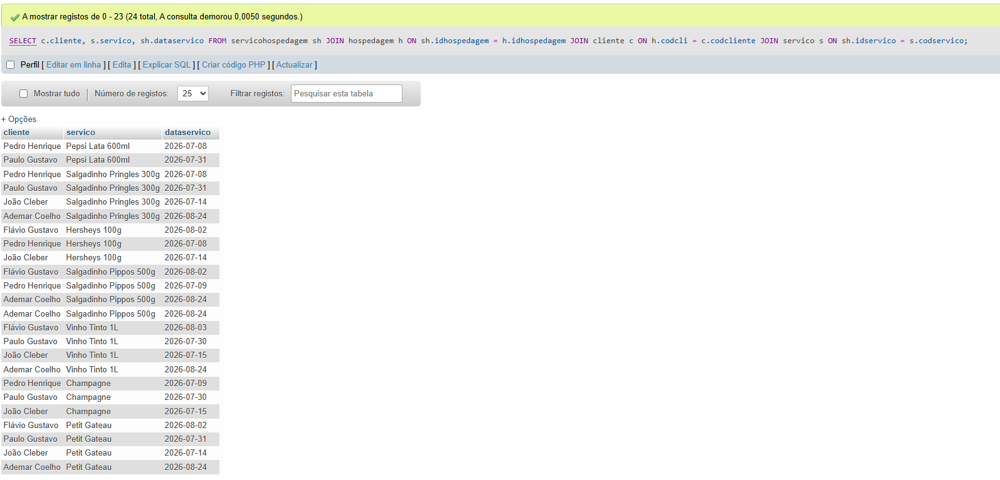 A mostrar registos de 0 - 23 (24 total, A consulta demorou 0,0050 segundos.)
SELECT c.cliente, s.servico, sh.dataservico FROM servicohospedagem sh JOIN hospedagem h ON sh.idhospedagem = h.idhospedagem JOIN cliente c ON h.codcli = c.codcliente JOIN servico s ON sh.idservico = s.codservico;
Perfil [ Editar em linha ] [ Edita ] [ Explicar SQL ] [ Criar código PHP ] [ Actualizar ]
Mostrar tudo | Número de registos: 25 Filtrar registos: Pesquisar esta tabela
+ Opções
cliente servico dataservico
Pedro Henrique Pepsi Lata 600ml 2026-07-08
Paulo Gustavo Pepsi Lata 600ml 2026-07-31
Pedro Henrique Salgadinho Pringles 300g 2026-07-08
Paulo Gustavo Salgadinho Pringles 300g 2026-07-31
João Cleber Salgadinho Pringles 300g 2026-07-14
Ademar Coelho Salgadinho Pringles 300g 2026-08-24
Flávio Gustavo Hersheys 100g 2026-08-02
Pedro Henrique Hersheys 100g 2026-07-08
João Cleber Hersheys 100g 2026-07-14
Flávio Gustavo Salgadinho Pippos 500g 2026-08-02
Pedro Henrique Salgadinho Pippos 500g 2026-07-09
Ademar Coelho Salgadinho Pippos 500g 2026-08-24
Ademar Coelho Salgadinho Pippos 500g 2026-08-24
Flávio Gustavo Vinho Tinto 1L 2026-08-03
Paulo Gustavo Vinho Tinto 1L 2026-07-30
João Cleber Vinho Tinto 1L 2026-07-15
Ademar Coelho Vinho Tinto 1L 2026-08-24
Pedro Henrique Champagne 2026-07-09
Paulo Gustavo Champagne 2026-07-30
João Cleber Champagne 2026-07-15
Flávio Gustavo Petit Gateau 2026-08-02
Paulo Gustavo Petit Gateau 2026-07-31
João Cleber Petit Gateau 2026-07-14
Ademar Coelho Petit Gateau 2026-08-24